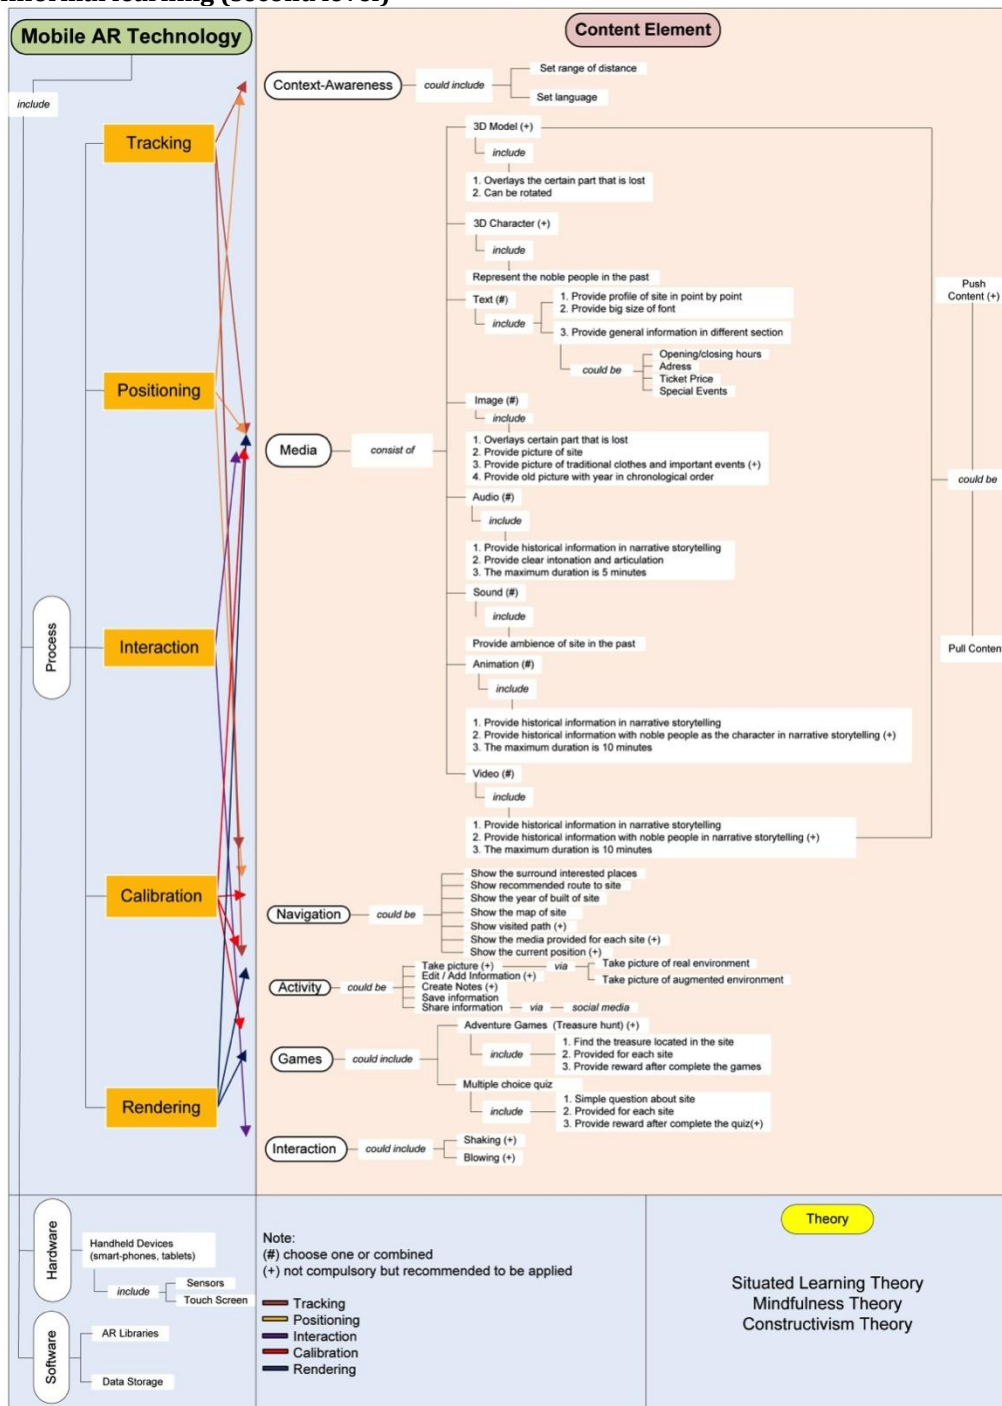 informal learning (second level)
Mobile AR Technology
include
Tracking
Positioning
Process
Interaction
Calibration
Rendering
Content Element
Context-Awareness
could include
Set range of distance
Set language
Media
consist of
3D Model (+)
include
1. Overlays the certain part that is lost
2. Can be rotated
3D Character (+)
include
Represent the noble people in the past
Text (#)
include
1. Provide profile of site in point by point
2. Provide big size of font
3. Provide general information in different section
could be
Opening/closing hours
Adress
Ticket Price
Special Events
Image (#)
include
1. Overlays certain part that is lost
2. Provide picture of site
3. Provide picture of traditional clothes and important events (+)
4. Provide old picture with year in chronological order
Audio (#)
include
1. Provide historical information in narrative storytelling
2. Provide clear intonation and articulation
3. The maximum duration is 5 minutes
Sound (#)
include
Provide ambience of site in the past
Animation (#)
include
1. Provide historical information in narrative storytelling
2. Provide historical information with noble people as the character in narrative storytelling (+)
3. The maximum duration is 10 minutes
Video (#)
include
1. Provide historical information in narrative storytelling
2. Provide historical information with noble people in narrative storytelling (+)
3. The maximum duration is 10 minutes
Push
Content (+)
could be
Pull Content
Navigation
could be
Show the surround interested places
Show recommended route to site
Show the year of built of site
Show the map of site
Show visited path (+)
Show the media provided for each site (+)
Show the current position (+)
Activity
could be
Take picture (+)
via
Take picture of real environment
Take picture of augmented environment
Edit / Add Information (+)
Create Notes (+)
Save information
Share information
via
social media
Games
could include
Adventure Games (Treasure hunt) (+)
include
1. Find the treasure located in the site
2. Provided for each site
3. Provide reward after complete the games
Multiple choice quiz
include
1. Simple question about site
2. Provided for each site
3. Provide reward after complete the quiz(+)
Interaction
could include
Shaking (+)
Blowing (+)
Hardware
Handheld Devices
(smart-phones, tablets)
include
Sensors
Touch Screen
Software
AR Libraries
Data Storage
Note:
(#) choose one or combined
(+) not compulsory but recommended to be applied
Tracking
Positioning
Interaction
Calibration
Rendering
Theory
Situated Learning Theory
Mindfulness Theory
Constructivism Theory